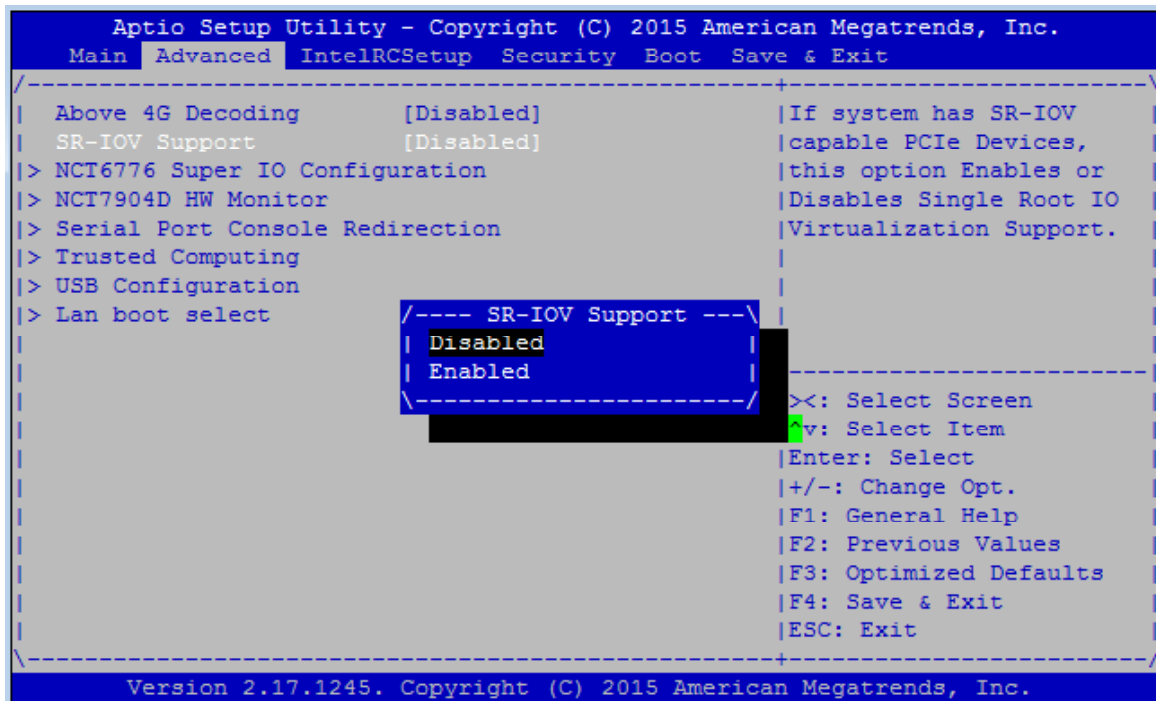 Aptio Setup Utility - Copyright (C) 2015 American Megatrends, Inc.
Main Advanced IntelRCSetup Security Boot Save & Exit
/----------------------------------------------------+-------------------------\
| Above 4G Decoding [Disabled] |If system has SR-IOV |
| SR-IOV Support [Disabled] |capable PCIe Devices, |
|> NCT6776 Super IO Configuration |this option Enables or |
|> NCT7904D HW Monitor |Disables Single Root IO |
|> Serial Port Console Redirection |Virtualization Support. |
|> Trusted Computing | |
|> USB Configuration | |
|> Lan boot select /---- SR-IOV Support ---\ | |
| | Disabled | |
| | Enabled | -------------------------|
| \-----------------------/ ><: Select Screen |
| ^v: Select Item |
| |Enter: Select |
| |+/-: Change Opt. |
| |F1: General Help |
| |F2: Previous Values |
| |F3: Optimized Defaults |
| |F4: Save & Exit |
| |ESC: Exit |
\----------------------------------------------------+-------------------------/
Version 2.17.1245. Copyright (C) 2015 American Megatrends, Inc.